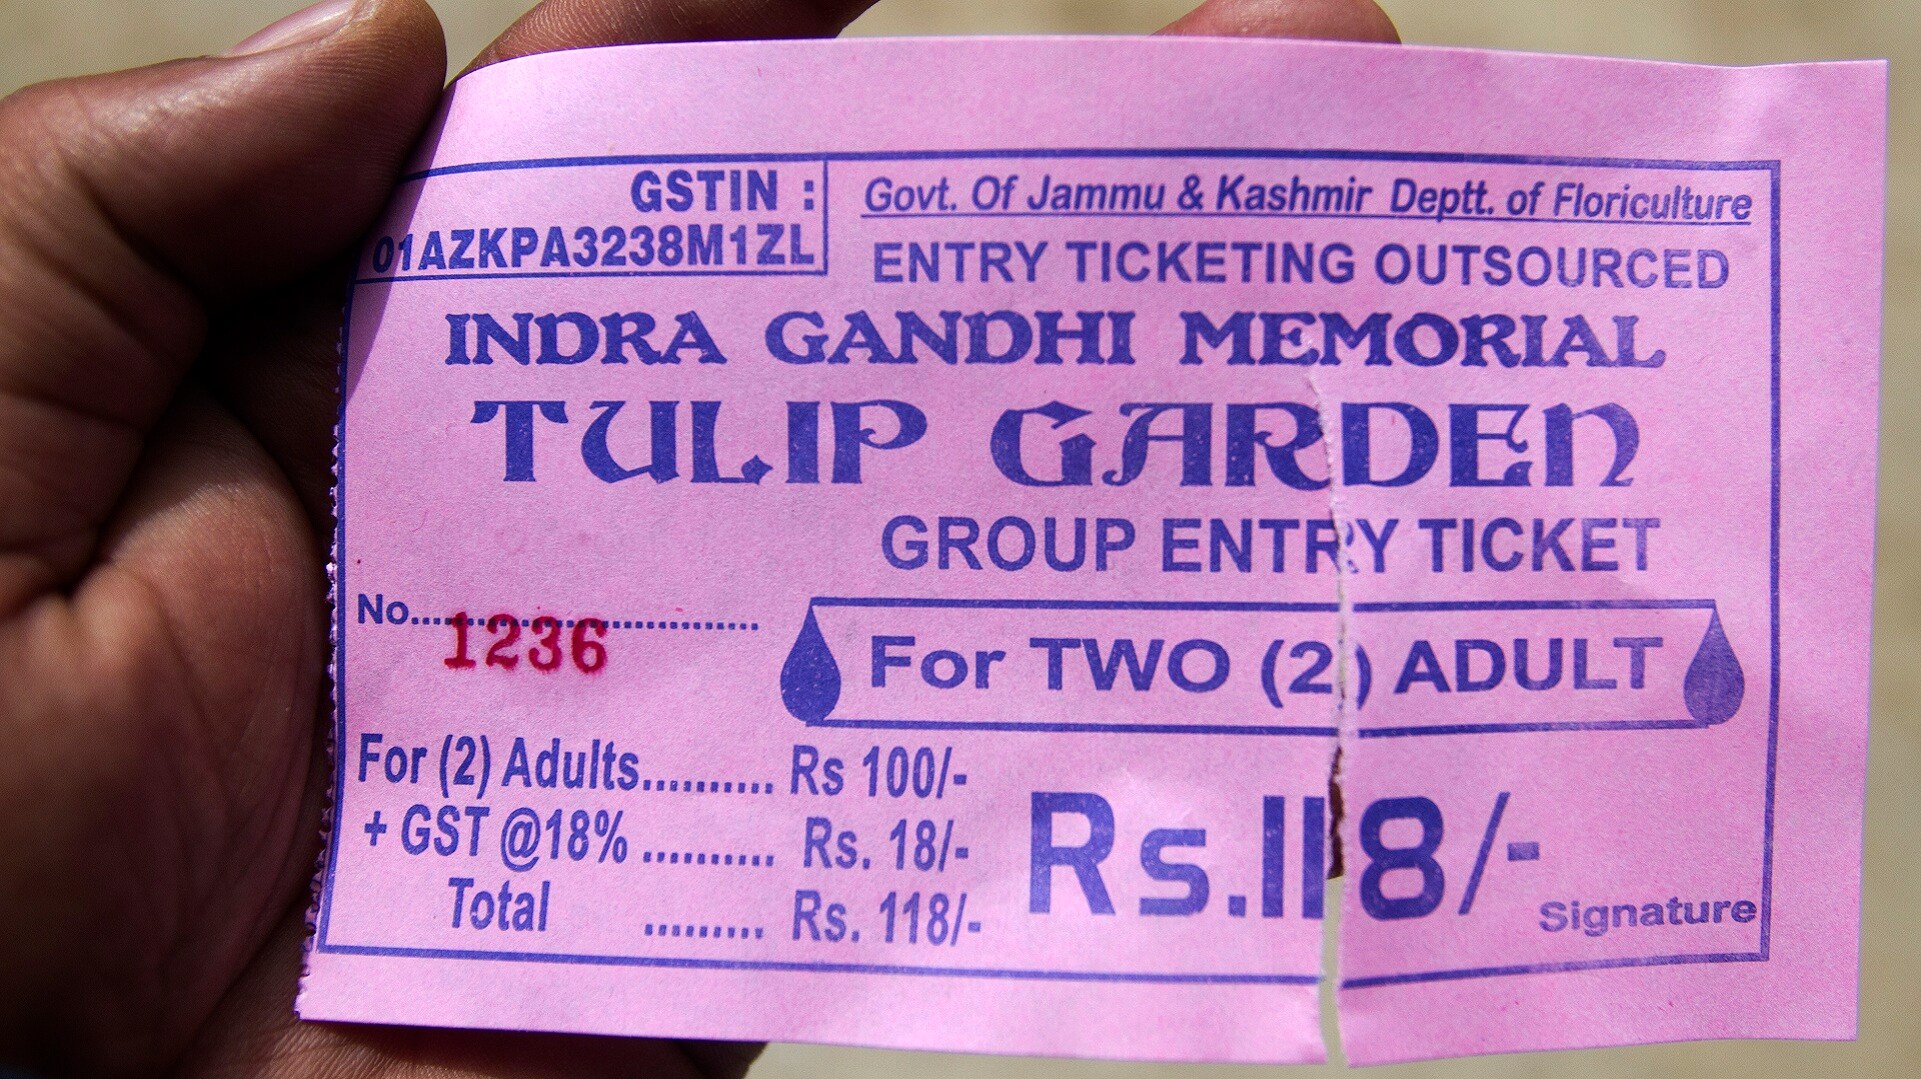 GSTIN :
01AZKPA3238M1ZL
Govt. Of Jammu & Kashmir Deptt. of Floriculture
ENTRY TICKETING OUTSOURCED
INDRA GANDHI MEMORIAL
TULIP GARDEN
GROUP ENTRY TICKET
No..............................
1236
For TWO (2) ADULT
For (2) Adults.......... Rs 100/-
+ GST @18% .......... Rs. 18/-
Total ......... Rs. 118/-
Rs.118/-
Signature